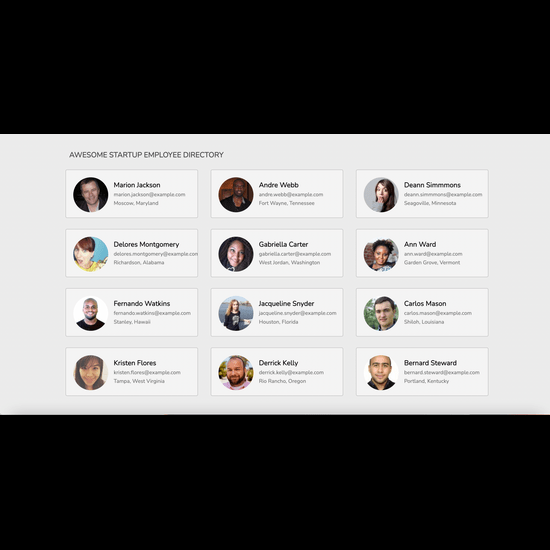 AWESOME STARTUP EMPLOYEE DIRECTORY
Marion Jackson
marion.jackson@example.com
Moscow, Maryland
Andre Webb
andre.webb@example.com
Fort Wayne, Tennessee
Deann Simmmons
deann.simmmons@example.com
Seagoville, Minnesota
Delores Montgomery
delores.montgomery@example.com
Richardson, Alabama
Gabriella Carter
gabriella.carter@example.com
West Jordan, Washington
Ann Ward
ann.ward@example.com
Garden Grove, Vermont
Fernando Watkins
fernando.watkins@example.com
Stanley, Hawaii
Jacqueline Snyder
jacqueline.snyder@example.com
Houston, Florida
Carlos Mason
carlos.mason@example.com
Shiloh, Louisiana
Kristen Flores
kristen.flores@example.com
Tampa, West Virginia
Derrick Kelly
derrick.kelly@example.com
Rio Rancho, Oregon
Bernard Steward
bernard.steward@example.com
Portland, Kentucky